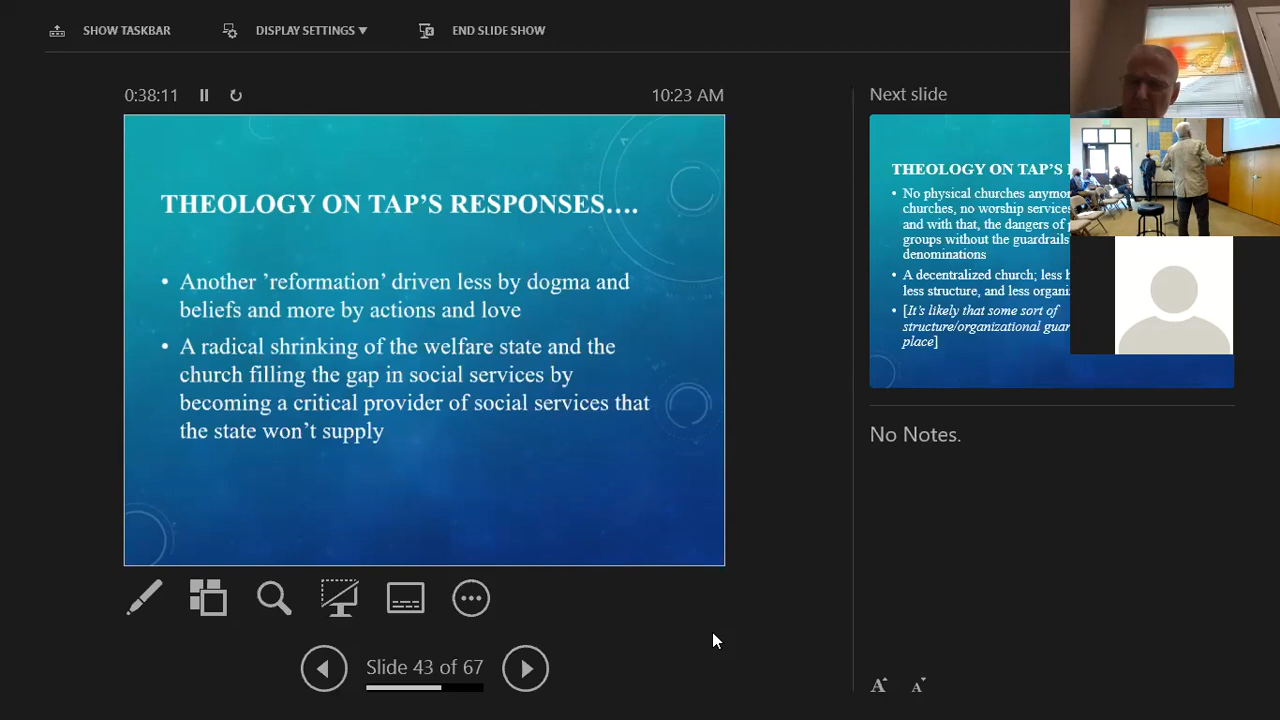 SHOW TASKBAR
DISPLAY SETTINGS
END SLIDE SHOW
0:38:11
10:23 AM
THEOLOGY ON TAP’S RESPONSES….
• Another ’reformation’ driven less by dogma and
beliefs and more by actions and love
• A radical shrinking of the welfare state and the
church filling the gap in social services by
becoming a critical provider of social services that
the state won’t supply
Slide 43 of 67
Next slide
THEOLOGY ON TAP’S
• No physical churches
churches, no worship
and with that, the dangers of
groups without the guardrails
denominations
• A decentralized church; less
less structure, and less
• [It’s likely that some sort of
structure/organizational
place]
No Notes.
A A